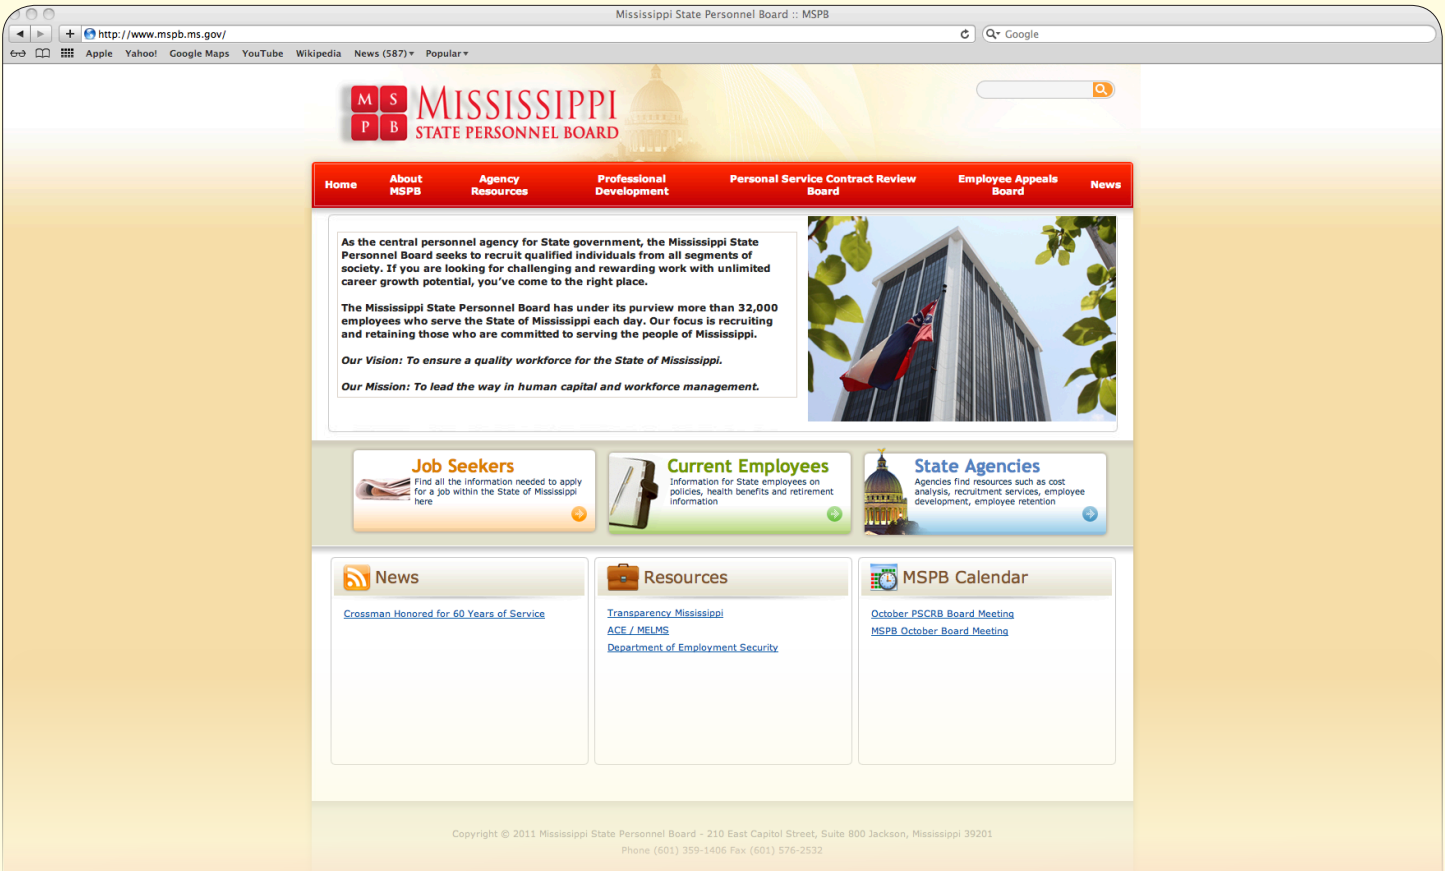 Mississippi State Personnel Board :: MSPB
http://www.mspb.ms.gov/
Google
Apple Yahoo! Google Maps YouTube Wikipedia News (587) Popular
M S
P B
MISSISSIPPI
STATE PERSONNEL BOARD
Home
About
MSPB
Agency
Resources
Professional
Development
Personal Service Contract Review
Board
Employee Appeals
Board
News
As the central personnel agency for State government, the Mississippi State
Personnel Board seeks to recruit qualified individuals from all segments of
society. If you are looking for challenging and rewarding work with unlimited
career growth potential, you’ve come to the right place.
The Mississippi State Personnel Board has under its purview more than 32,000
employees who serve the State of Mississippi each day. Our focus is recruiting
and retaining those who are committed to serving the people of Mississippi.
Our Vision: To ensure a quality workforce for the State of Mississippi.
Our Mission: To lead the way in human capital and workforce management.
Job Seekers
Find all the information needed to apply
for a job within the State of Mississippi
here
Current Employees
Information for State employees on
policies, health benefits and retirement
information
State Agencies
Agencies find resources such as cost
analysis, recruitment services, employee
development, employee retention
News
Crossman Honored for 60 Years of Service
Resources
Transparency Mississippi
ACE / MELMS
Department of Employment Security
MSPB Calendar
October PSCRB Board Meeting
MSPB October Board Meeting
Copyright © 2011 Mississippi State Personnel Board - 210 East Capitol Street, Suite 800 Jackson, Mississippi 39201
Phone (601) 359-1406 Fax (601) 576-2532